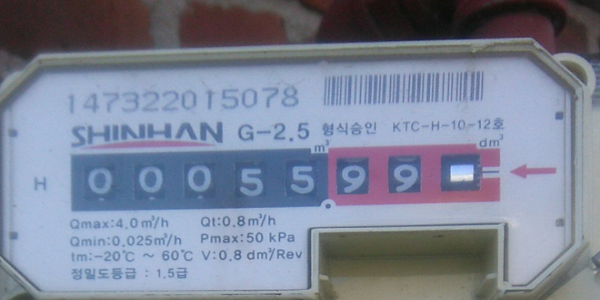 147322015078
SHINHAN G-2.5 형식승인 KTC-H-10-12호
m³ dm³
H 0 0 0 5 5 9 9
Qmax:4.0㎥/h Qt:0.8㎥/h
Qmin:0.025㎥/h Pmax:50 kPa
tm:-20℃ ~ 60℃ V:0.8 dm³/Rev
정밀도등급 : 1.5급